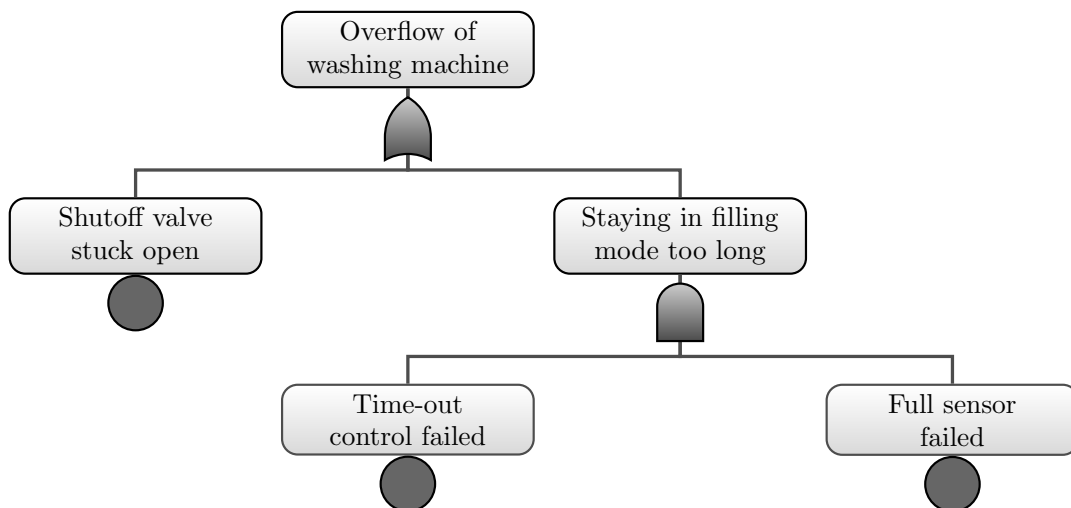 Overflow of
washing machine
Shutoff valve
stuck open
Staying in filling
mode too long
Time-out
control failed
Full sensor
failed